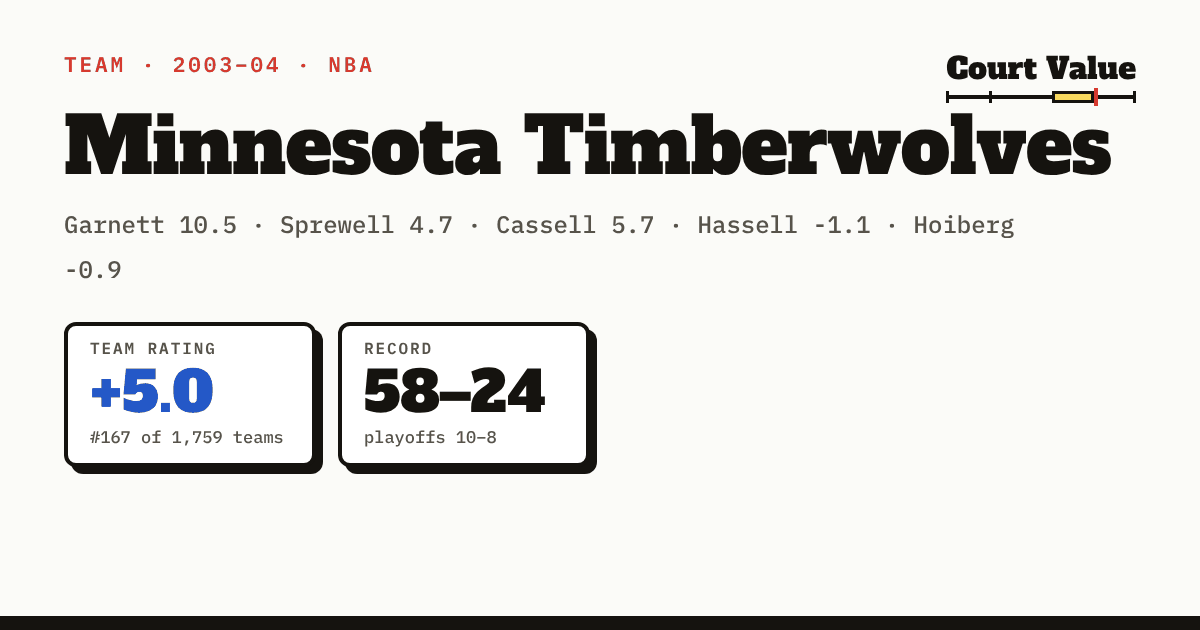 TEAM · 2003–04 · NBA
Court Value
Minnesota Timberwolves
Garnett 10.5 · Sprewell 4.7 · Cassell 5.7 · Hassell -1.1 · Hoiberg
-0.9
TEAM RATING
+5.0
#167 of 1,759 teams
RECORD
58–24
playoffs 10–8